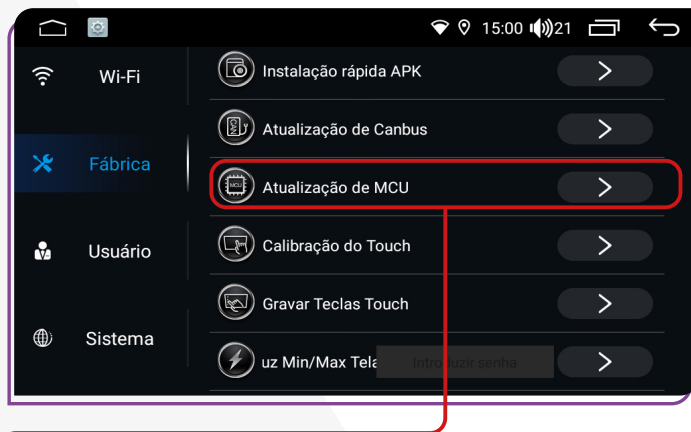 15:00 21
Wi-Fi
Instalação rápida APK
Atualização de Canbus
Fábrica
MCU
Atualização de MCU
Usuário
Calibração do Touch
Gravar Teclas Touch
Sistema
uz Min/Max Tela
Introduzir senha